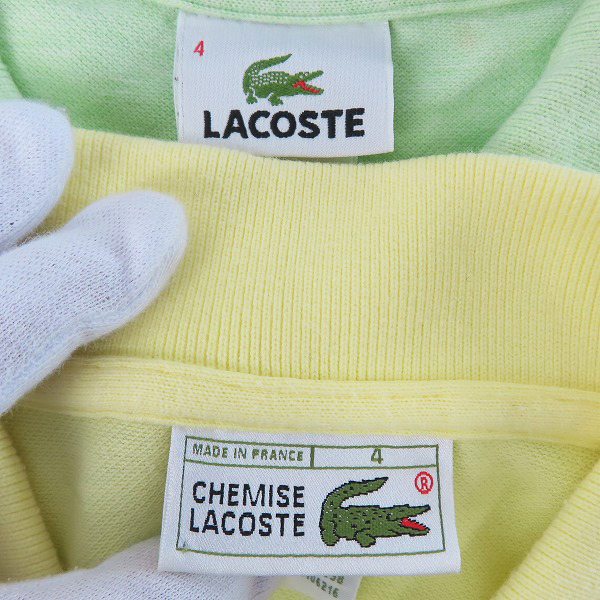 4
LACOSTE
MADE IN FRANCE 4
CHEMISE
LACOSTE
®